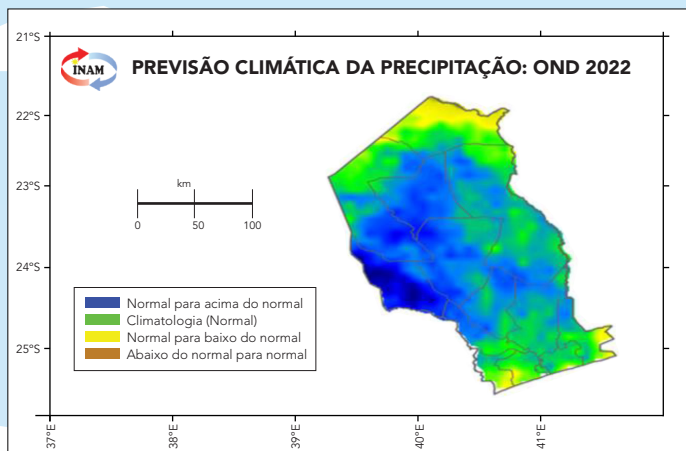 21°S
INAM
PREVISÃO CLIMÁTICA DA PRECIPITAÇÃO: OND 2022
22°S
23°S
km
0 50 100
24°S
Normal para acima do normal
Climatologia (Normal)
Normal para baixo do normal
Abaixo do normal para normal
25°S
37°E
38°E
39°E
40°E
41°E